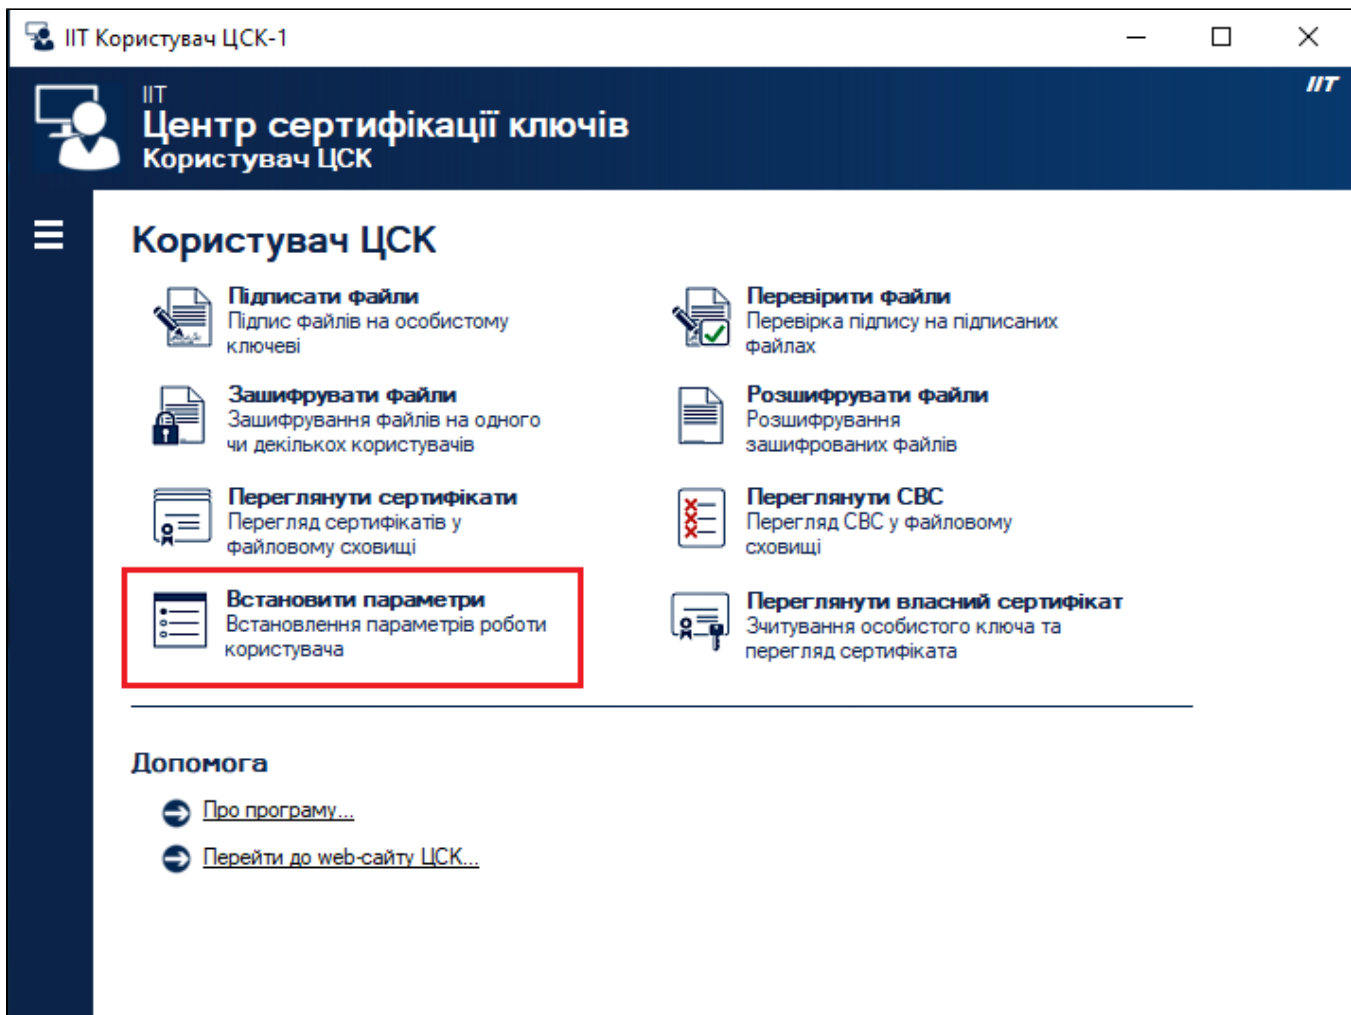 ІІТ Користувач ЦСК-1
ІІТ
ІІТ
Центр сертифікації ключів
Користувач ЦСК
Користувач ЦСК
Підписати файли
Підпис файлів на особистому
ключеві
Перевірити файли
Перевірка підпису на підписаних
файлах
Зашифрувати файли
Зашифрування файлів на одного
чи декількох користувачів
Розшифрувати файли
Розшифрування
зашифрованих файлів
Переглянути сертифікати
Перегляд сертифікатів у
файловому сховищі
Переглянути СВС
Перегляд СВС у файловому
сховищі
Встановити параметри
Встановлення параметрів роботи
користувача
Переглянути власний сертифікат
Зчитування особистого ключа та
перегляд сертифіката
Допомога
Про програму...
Перейти до web-сайту ЦСК...